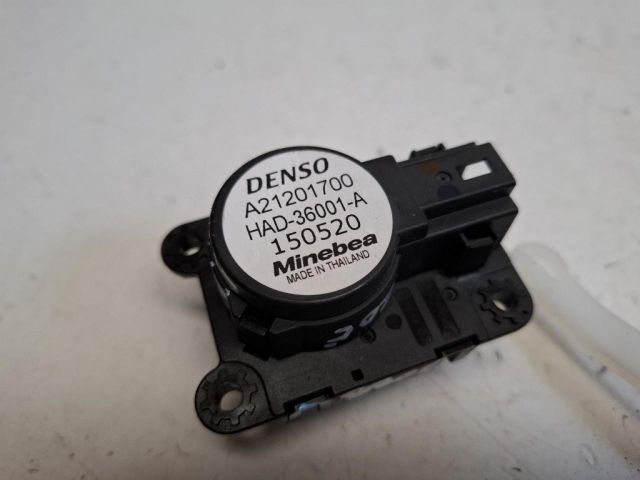 DENSO
A21201700
HAD-36001-A
150520
Minebea
MADE IN THAILAND